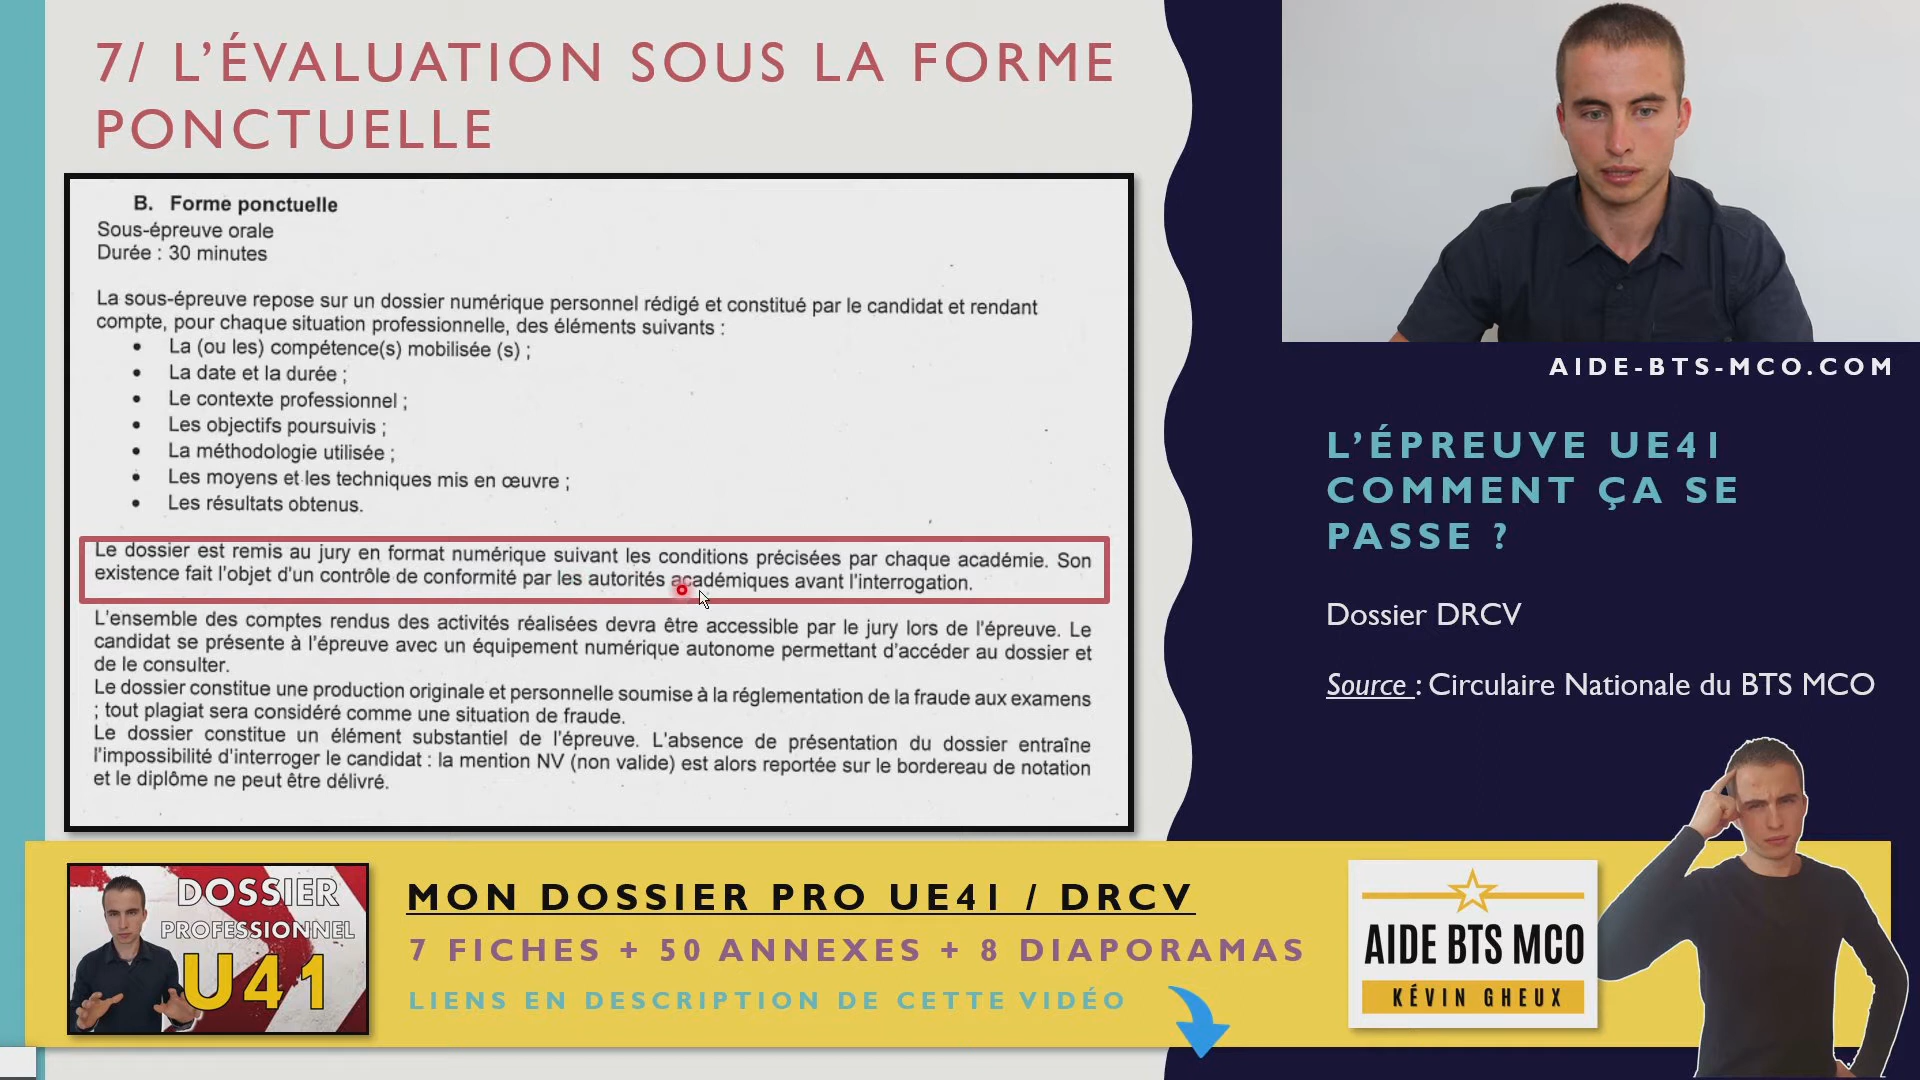 7/ L’ÉVALUATION SOUS LA FORME
PONCTUELLE
B. Forme ponctuelle
Sous-épreuve orale
Durée : 30 minutes
La sous-épreuve repose sur un dossier numérique personnel rédigé et constitué par le candidat et rendant
compte, pour chaque situation professionnelle, des éléments suivants :
• La (ou les) compétence(s) mobilisée (s) ;
• La date et la durée ;
• Le contexte professionnel ;
• Les objectifs poursuivis ;
• La méthodologie utilisée ;
• Les moyens et les techniques mis en œuvre ;
• Les résultats obtenus.
Le dossier est remis au jury en format numérique suivant les conditions précisées par chaque académie. Son
existence fait l'objet d'un contrôle de conformité par les autorités académiques avant l'interrogation.
L'ensemble des comptes rendus des activités réalisées devra être accessible par le jury lors de l'épreuve. Le
candidat se présente à l'épreuve avec un équipement numérique autonome permettant d'accéder au dossier et
de le consulter.
Le dossier constitue une production originale et personnelle soumise à la réglementation de la fraude aux examens
; tout plagiat sera considéré comme une situation de fraude.
Le dossier constitue un élément substantiel de l'épreuve. L'absence de présentation du dossier entraîne
l'impossibilité d'interroger le candidat : la mention NV (non valide) est alors reportée sur le bordereau de notation
et le diplôme ne peut être délivré.
AIDE-BTS-MCO.COM
L’ÉPREUVE UE41
COMMENT ÇA SE
PASSE ?
Dossier DRCV
Source : Circulaire Nationale du BTS MCO
DOSSIER
PROFESSIONNEL
U41
MON DOSSIER PRO UE41 / DRCV
7 FICHES + 50 ANNEXES + 8 DIAPORAMAS
LIENS EN DESCRIPTION DE CETTE VIDÉO
AIDE BTS MCO
KÉVIN GHEUX